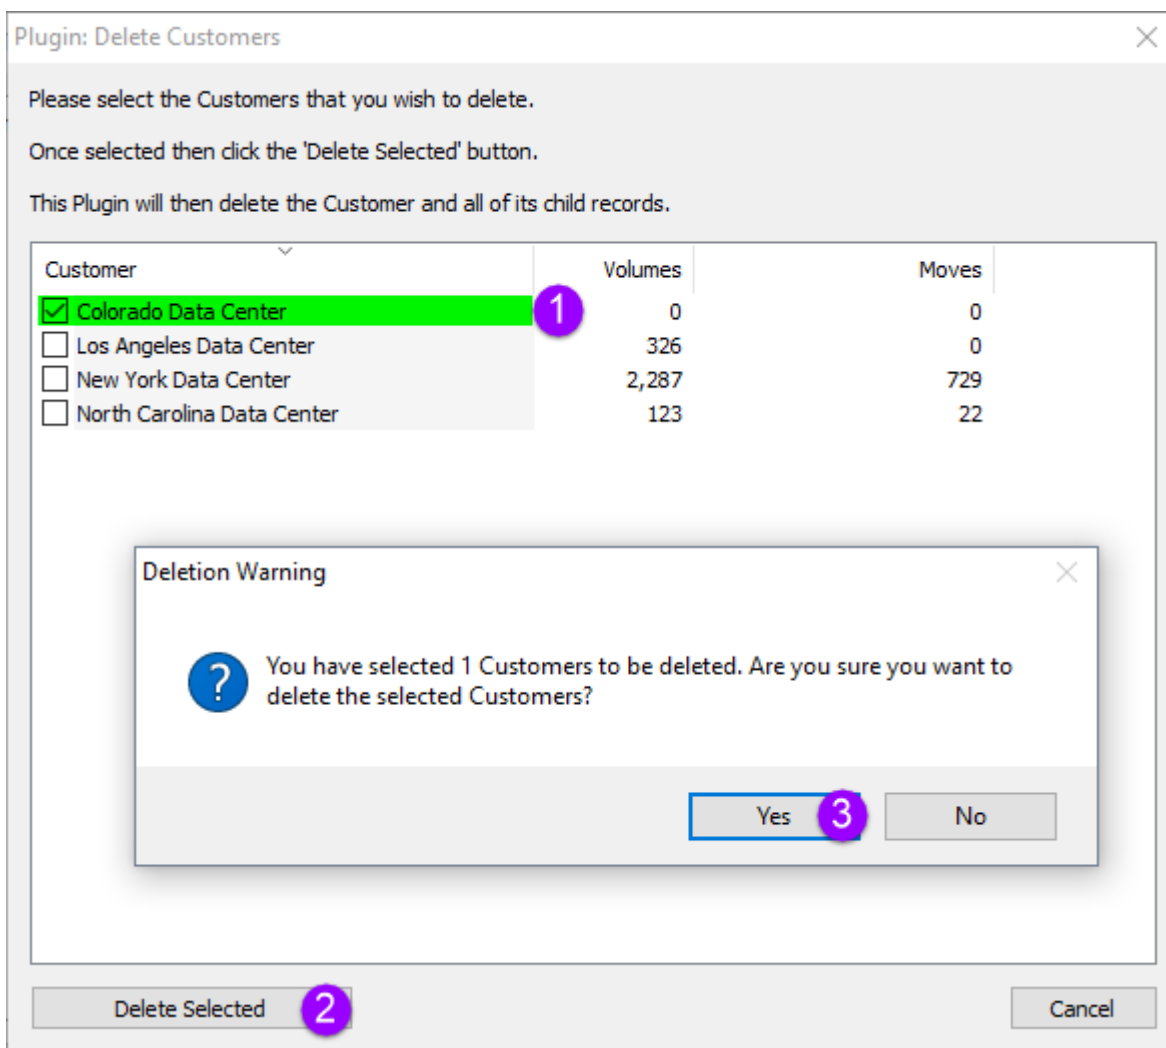 Plugin: Delete Customers
Please select the Customers that you wish to delete.
Once selected then click the 'Delete Selected' button.
This Plugin will then delete the Customer and all of its child records.
Customer Volumes Moves
Colorado Data Center 1 0 0
Los Angeles Data Center 326 0
New York Data Center 2,287 729
North Carolina Data Center 123 22
Deletion Warning
?
You have selected 1 Customers to be deleted. Are you sure you want to
delete the selected Customers?
Yes 3 No
Delete Selected 2 Cancel